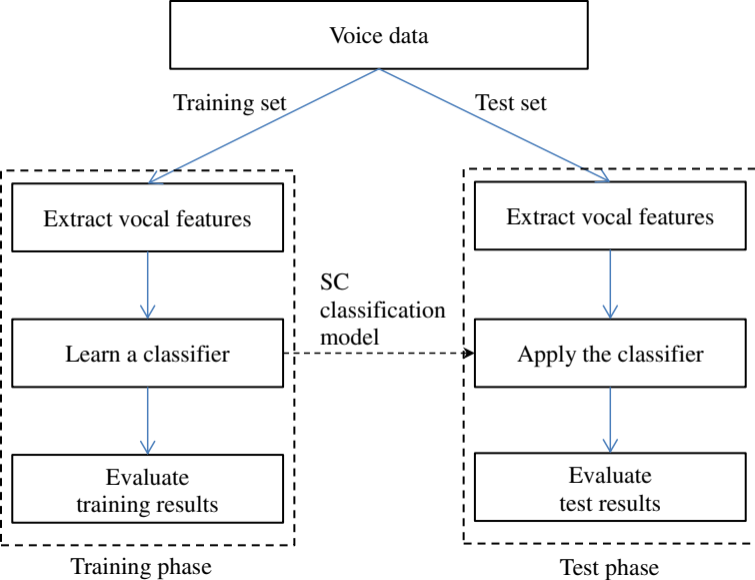 Voice data
Training set
Test set
Extract vocal features
Extract vocal features
SC
classification
model
Learn a classifier
Apply the classifier
Evaluate
training results
Evaluate
test results
Training phase
Test phase